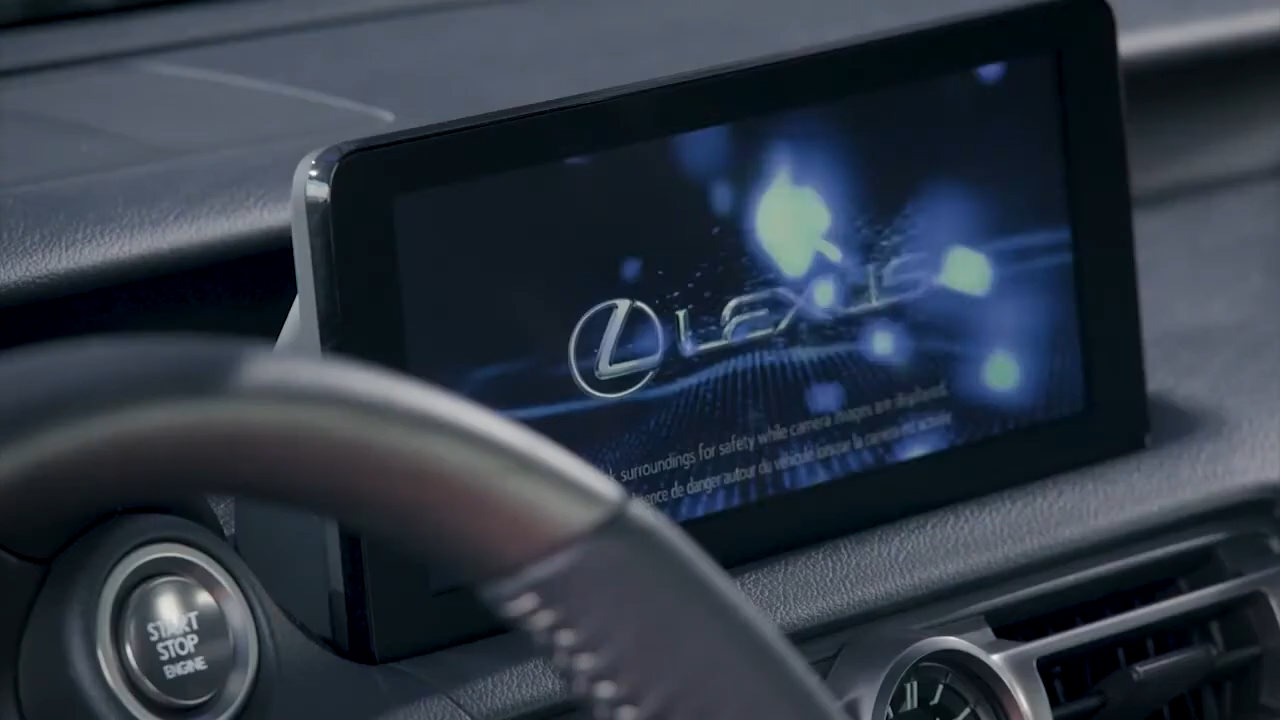 LEXUS
surroundings for safety while camera images are displayed.
de danger autour du véhicule lorsque la caméra est activée
START
STOP
ENGINE